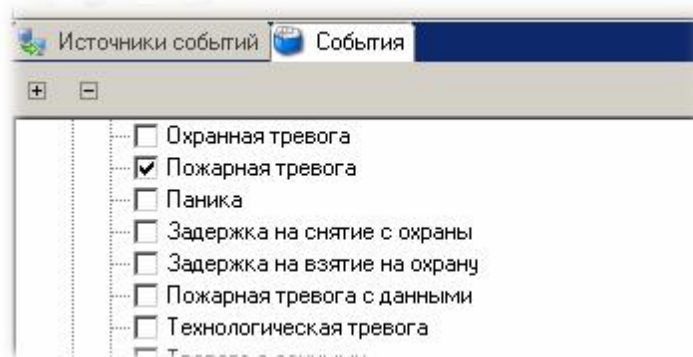 Источники событий События
Охранная тревога
Пожарная тревога
Паника
Задержка на снятие с охраны
Задержка на взятие на охрану
Пожарная тревога с данными
Технологическая тревога